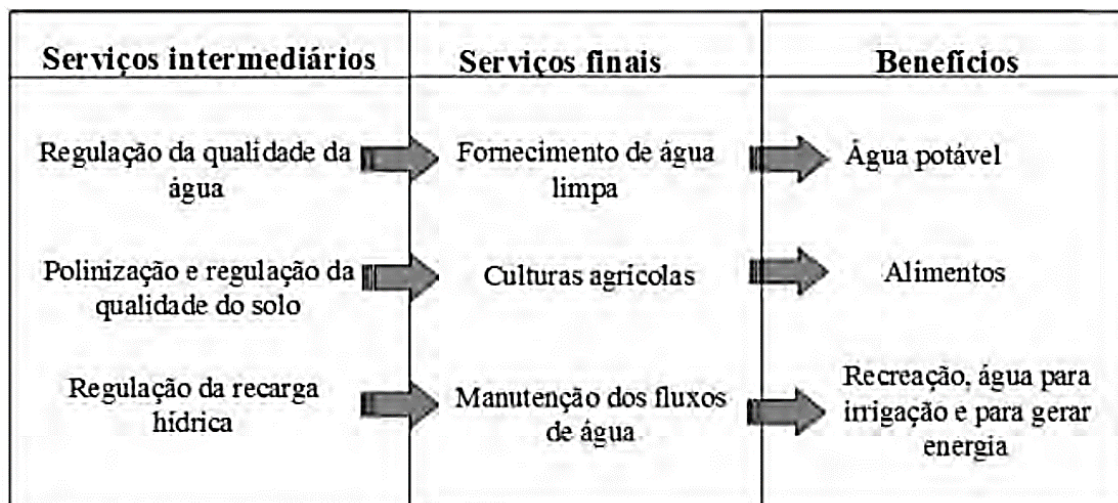 Serviços intermediários
Serviços finais
Benefícios
Regulação da qualidade da
água
Fornecimento de água
limpa
Água potável
Polinização e regulação da
qualidade do solo
Culturas agrícolas
Alimentos
Regulação da recarga
hídrica
Manutenção dos fluxos
de água
Recreação, água para
irrigação e para gerar
energia